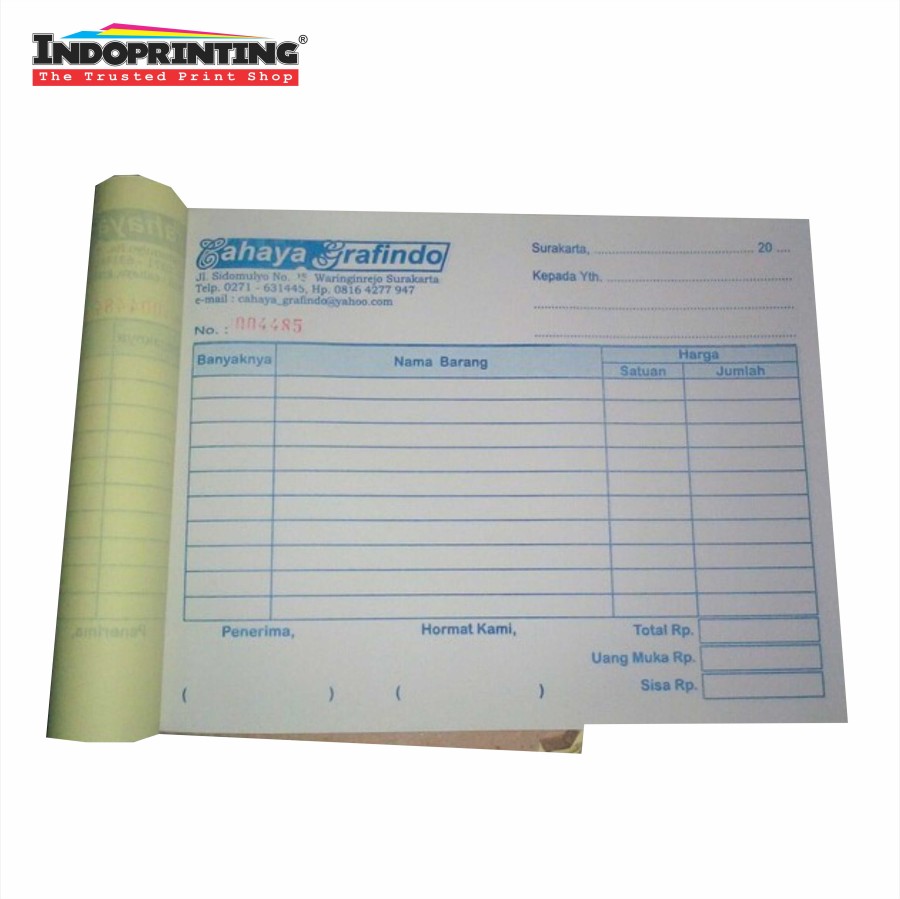 INDOPRINTING®
The Trusted Print Shop
Cahaya Grafindo
Jl. Sidomulyo No. Waringinrejo Surakarta
Telp. 0271 - 631445, Hp. 0816 4277 947
e-mail : cahaya_grafindo@yahoo.com
No. : 004485
Surakarta, ........................................ 20 ....
Kepada Yth. ................................................
Banyaknya
Nama Barang
Harga
Satuan
Jumlah
Penerima,
Hormat Kami,
( )
( )
Total Rp.
Uang Muka Rp.
Sisa Rp.
Penerima,